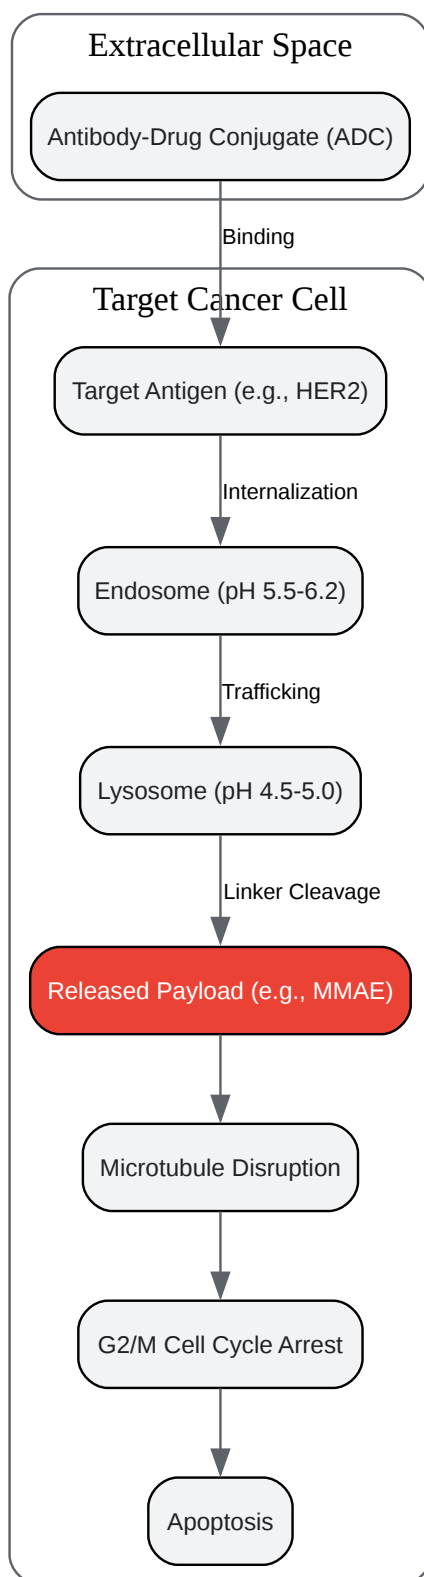 Extracellular Space
Antibody-Drug Conjugate (ADC)
Binding
Target Cancer Cell
Target Antigen (e.g., HER2)
Internalization
Endosome (pH 5.5-6.2)
Trafficking
Lysosome (pH 4.5-5.0)
Linker Cleavage
Released Payload (e.g., MMAE)
Microtubule Disruption
G2/M Cell Cycle Arrest
Apoptosis